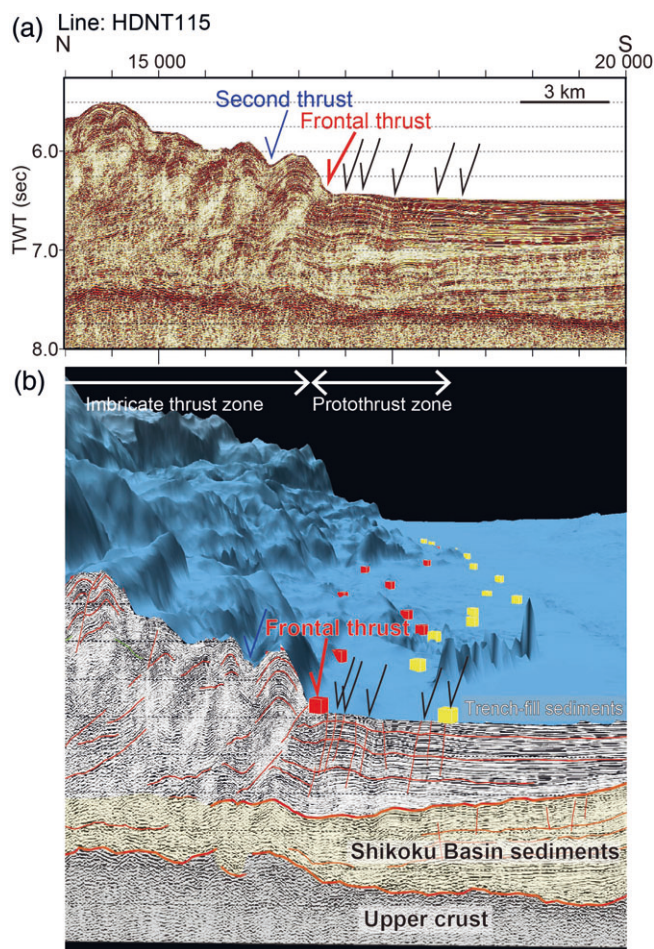 (a) Line: HDNT115
N
S
15 000
20 000
3 km
Second thrust
Frontal thrust
6.0
7.0
8.0
TWT (sec)
(b)
Imbricate thrust zone
Protothrust zone
Frontal thrust
Trench-fill sediments
Shikoku Basin sediments
Upper crust